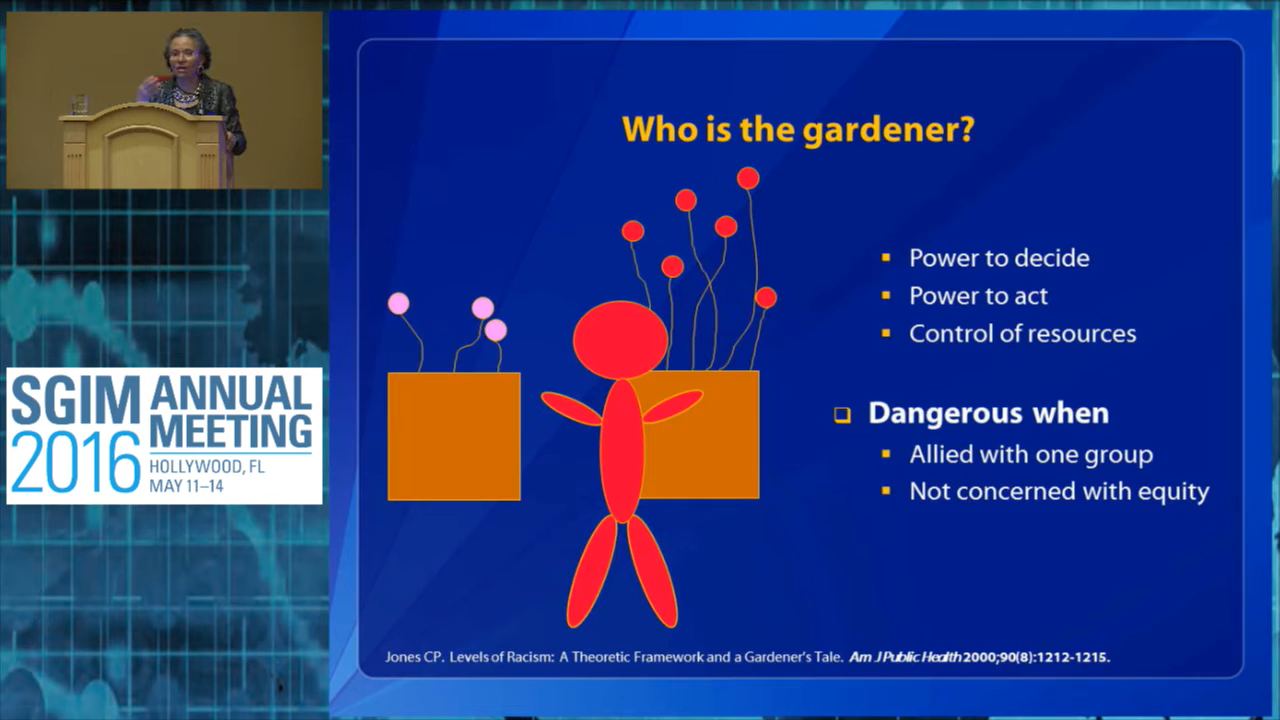 SGIM ANNUAL
2016 MEETING
HOLLYWOOD, FL
MAY 11–14
Who is the gardener?
Power to decide
Power to act
Control of resources
Dangerous when
Allied with one group
Not concerned with equity
Jones CP. Levels of Racism: A Theoretic Framework and a Gardener's Tale. Am J Public Health 2000;90(8):1212-1215.